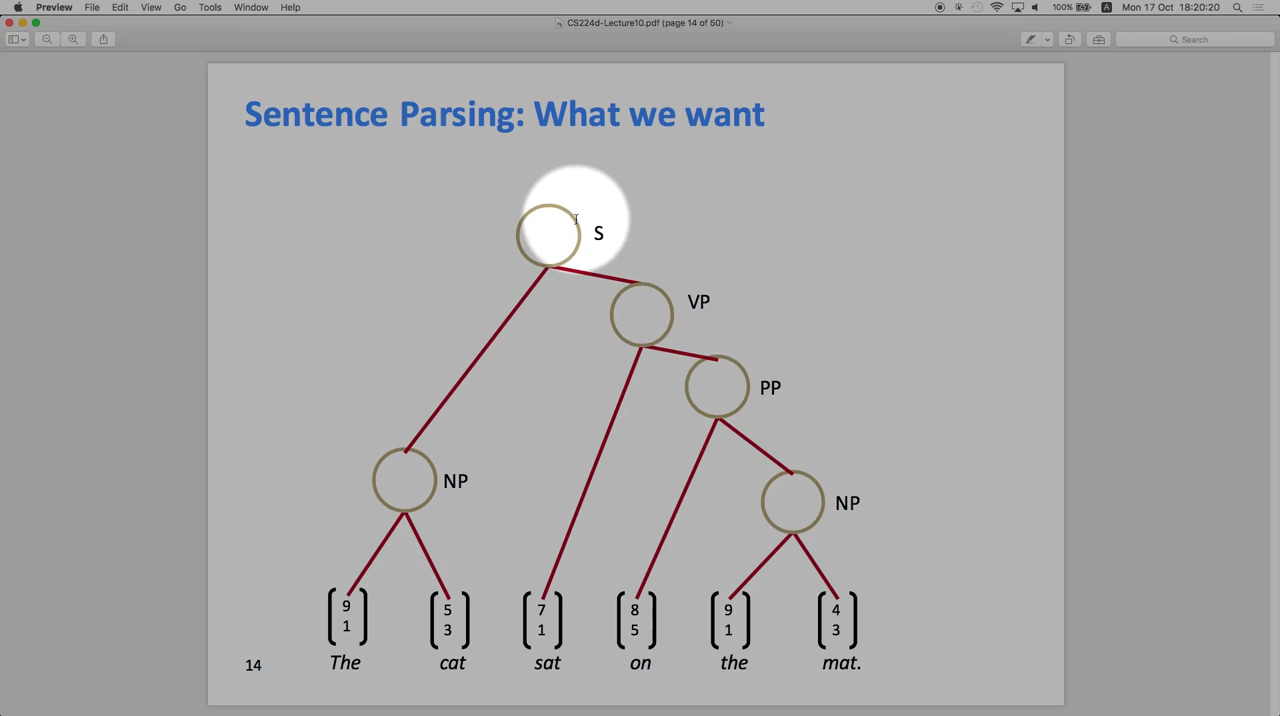 Preview File Edit View Go Tools Window Help 100% A Mon 17 Oct 18:20:20
CS224d-Lecture10.pdf (page 14 of 50)
Search
Sentence Parsing: What we want
S
VP
PP
NP
NP
9 5 7 8 9 4
1 3 1 5 1 3
The cat sat on the mat.
14